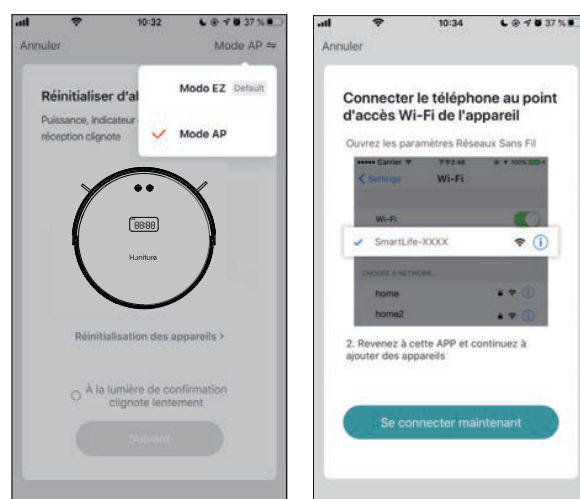 10:32
37 %
Annuler
Mode AP ⇋
Réinitialiser d'al
Modo EZ Default
Puissance, indicateur
réception clignote
Mode AP
88:88
Huniture
Réinitialisation des appareils >
À la lumière de confirmation
clignote lentement
Suivant
10:34
37 %
Annuler
Connecter le téléphone au point
d'accès Wi-Fi de l'appareil
Ouvrez les paramètres Réseaux Sans Fil
Carrier
100%
Settings
Wi-Fi
Wi-Fi
SmartLife-XXXX
CHOOSE A NETWORK...
home
home2
2. Revenez à cette APP et continuez à
ajouter des appareils
Se connecter maintenant